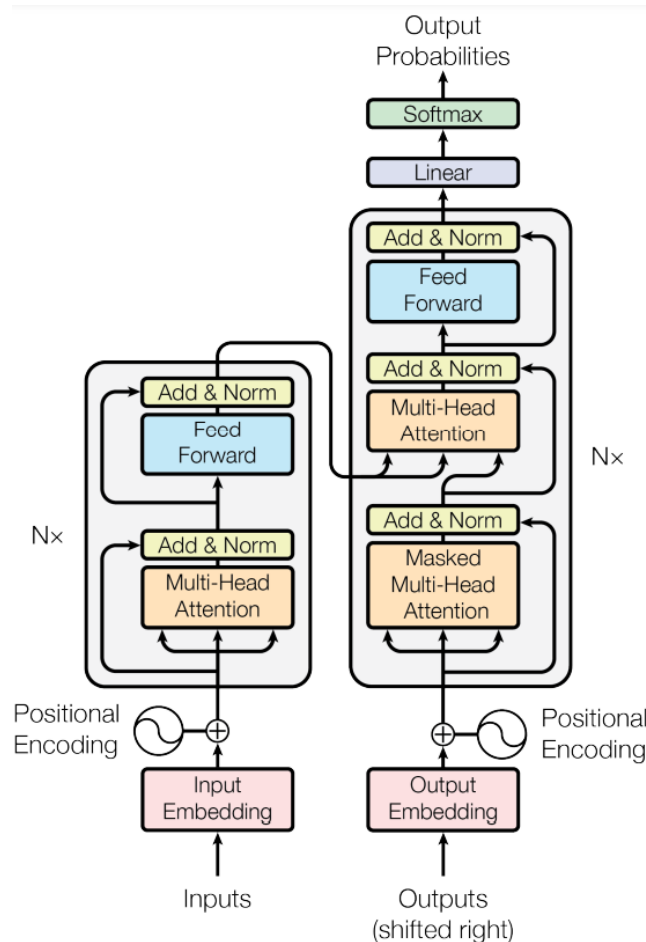 Output
Probabilities
Softmax
Linear
Add & Norm
Feed
Forward
Add & Norm
Multi-Head
Attention
Add & Norm
Masked
Multi-Head
Attention
N×
Add & Norm
Feed
Forward
Add & Norm
Multi-Head
Attention
N×
Positional
Encoding
Positional
Encoding
Input
Embedding
Output
Embedding
Inputs
Outputs
(shifted right)